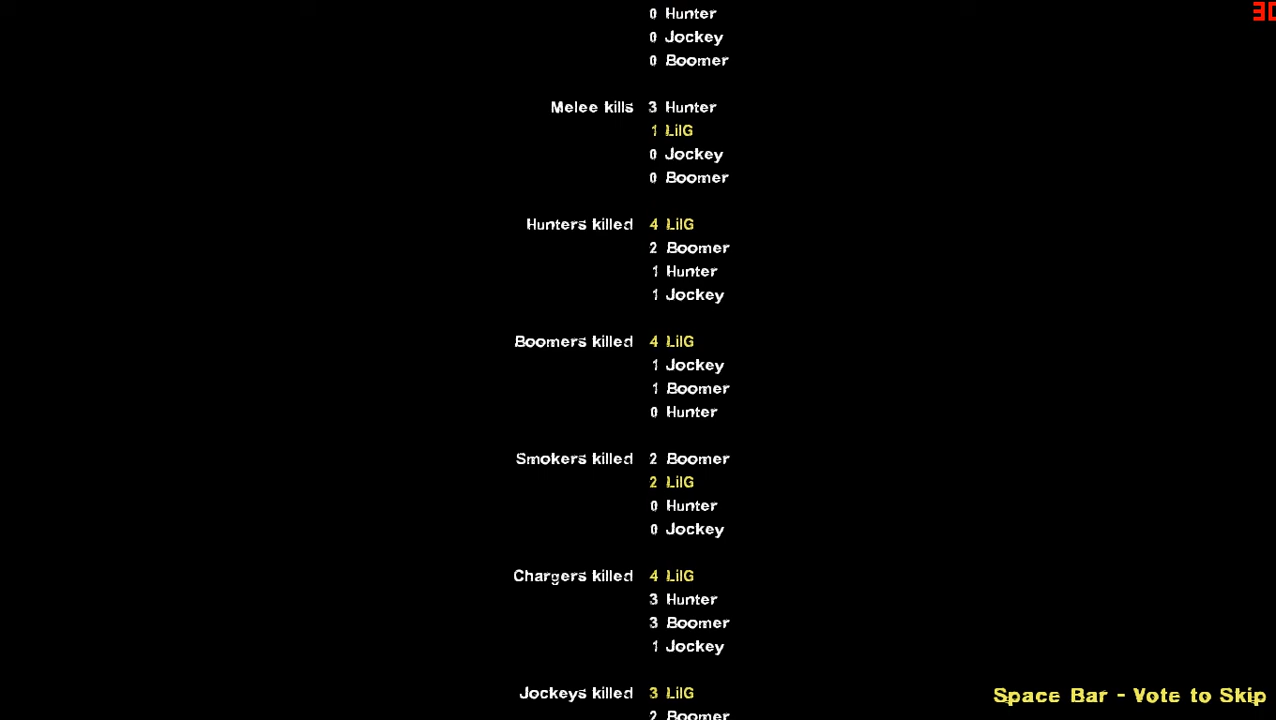 30
0 Hunter
0 Jockey
0 Boomer
Melee kills 3 Hunter
1 LilG
0 Jockey
0 Boomer
Hunters killed 4 LilG
2 Boomer
1 Hunter
1 Jockey
Boomers killed 4 LilG
1 Jockey
1 Boomer
0 Hunter
Smokers killed 2 Boomer
2 LilG
0 Hunter
0 Jockey
Chargers killed 4 LilG
3 Hunter
3 Boomer
1 Jockey
Jockeys killed 3 LilG
2 Boomer
Space Bar - Vote to Skip